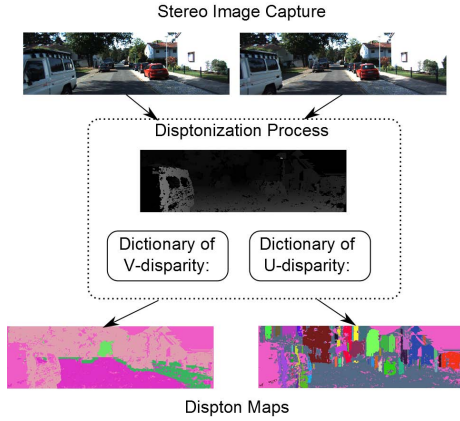 Stereo Image Capture
Disptonization Process
Dictionary of
V-disparity:
Dictionary of
U-disparity:
Dispton Maps